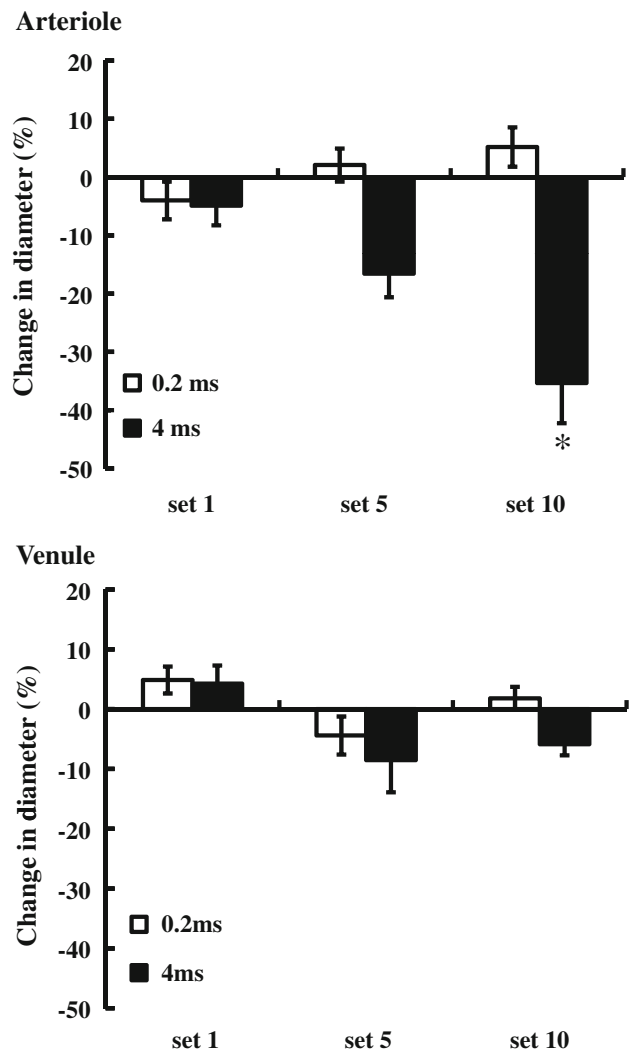 Arteriole
Change in diameter (%)
20
10
0
-10
-20
-30
-40
-50
0.2 ms
4 ms
*
set 1 set 5 set 10
Venule
Change in diameter (%)
20
10
0
-10
-20
-30
-40
-50
0.2ms
4ms
set 1 set 5 set 10